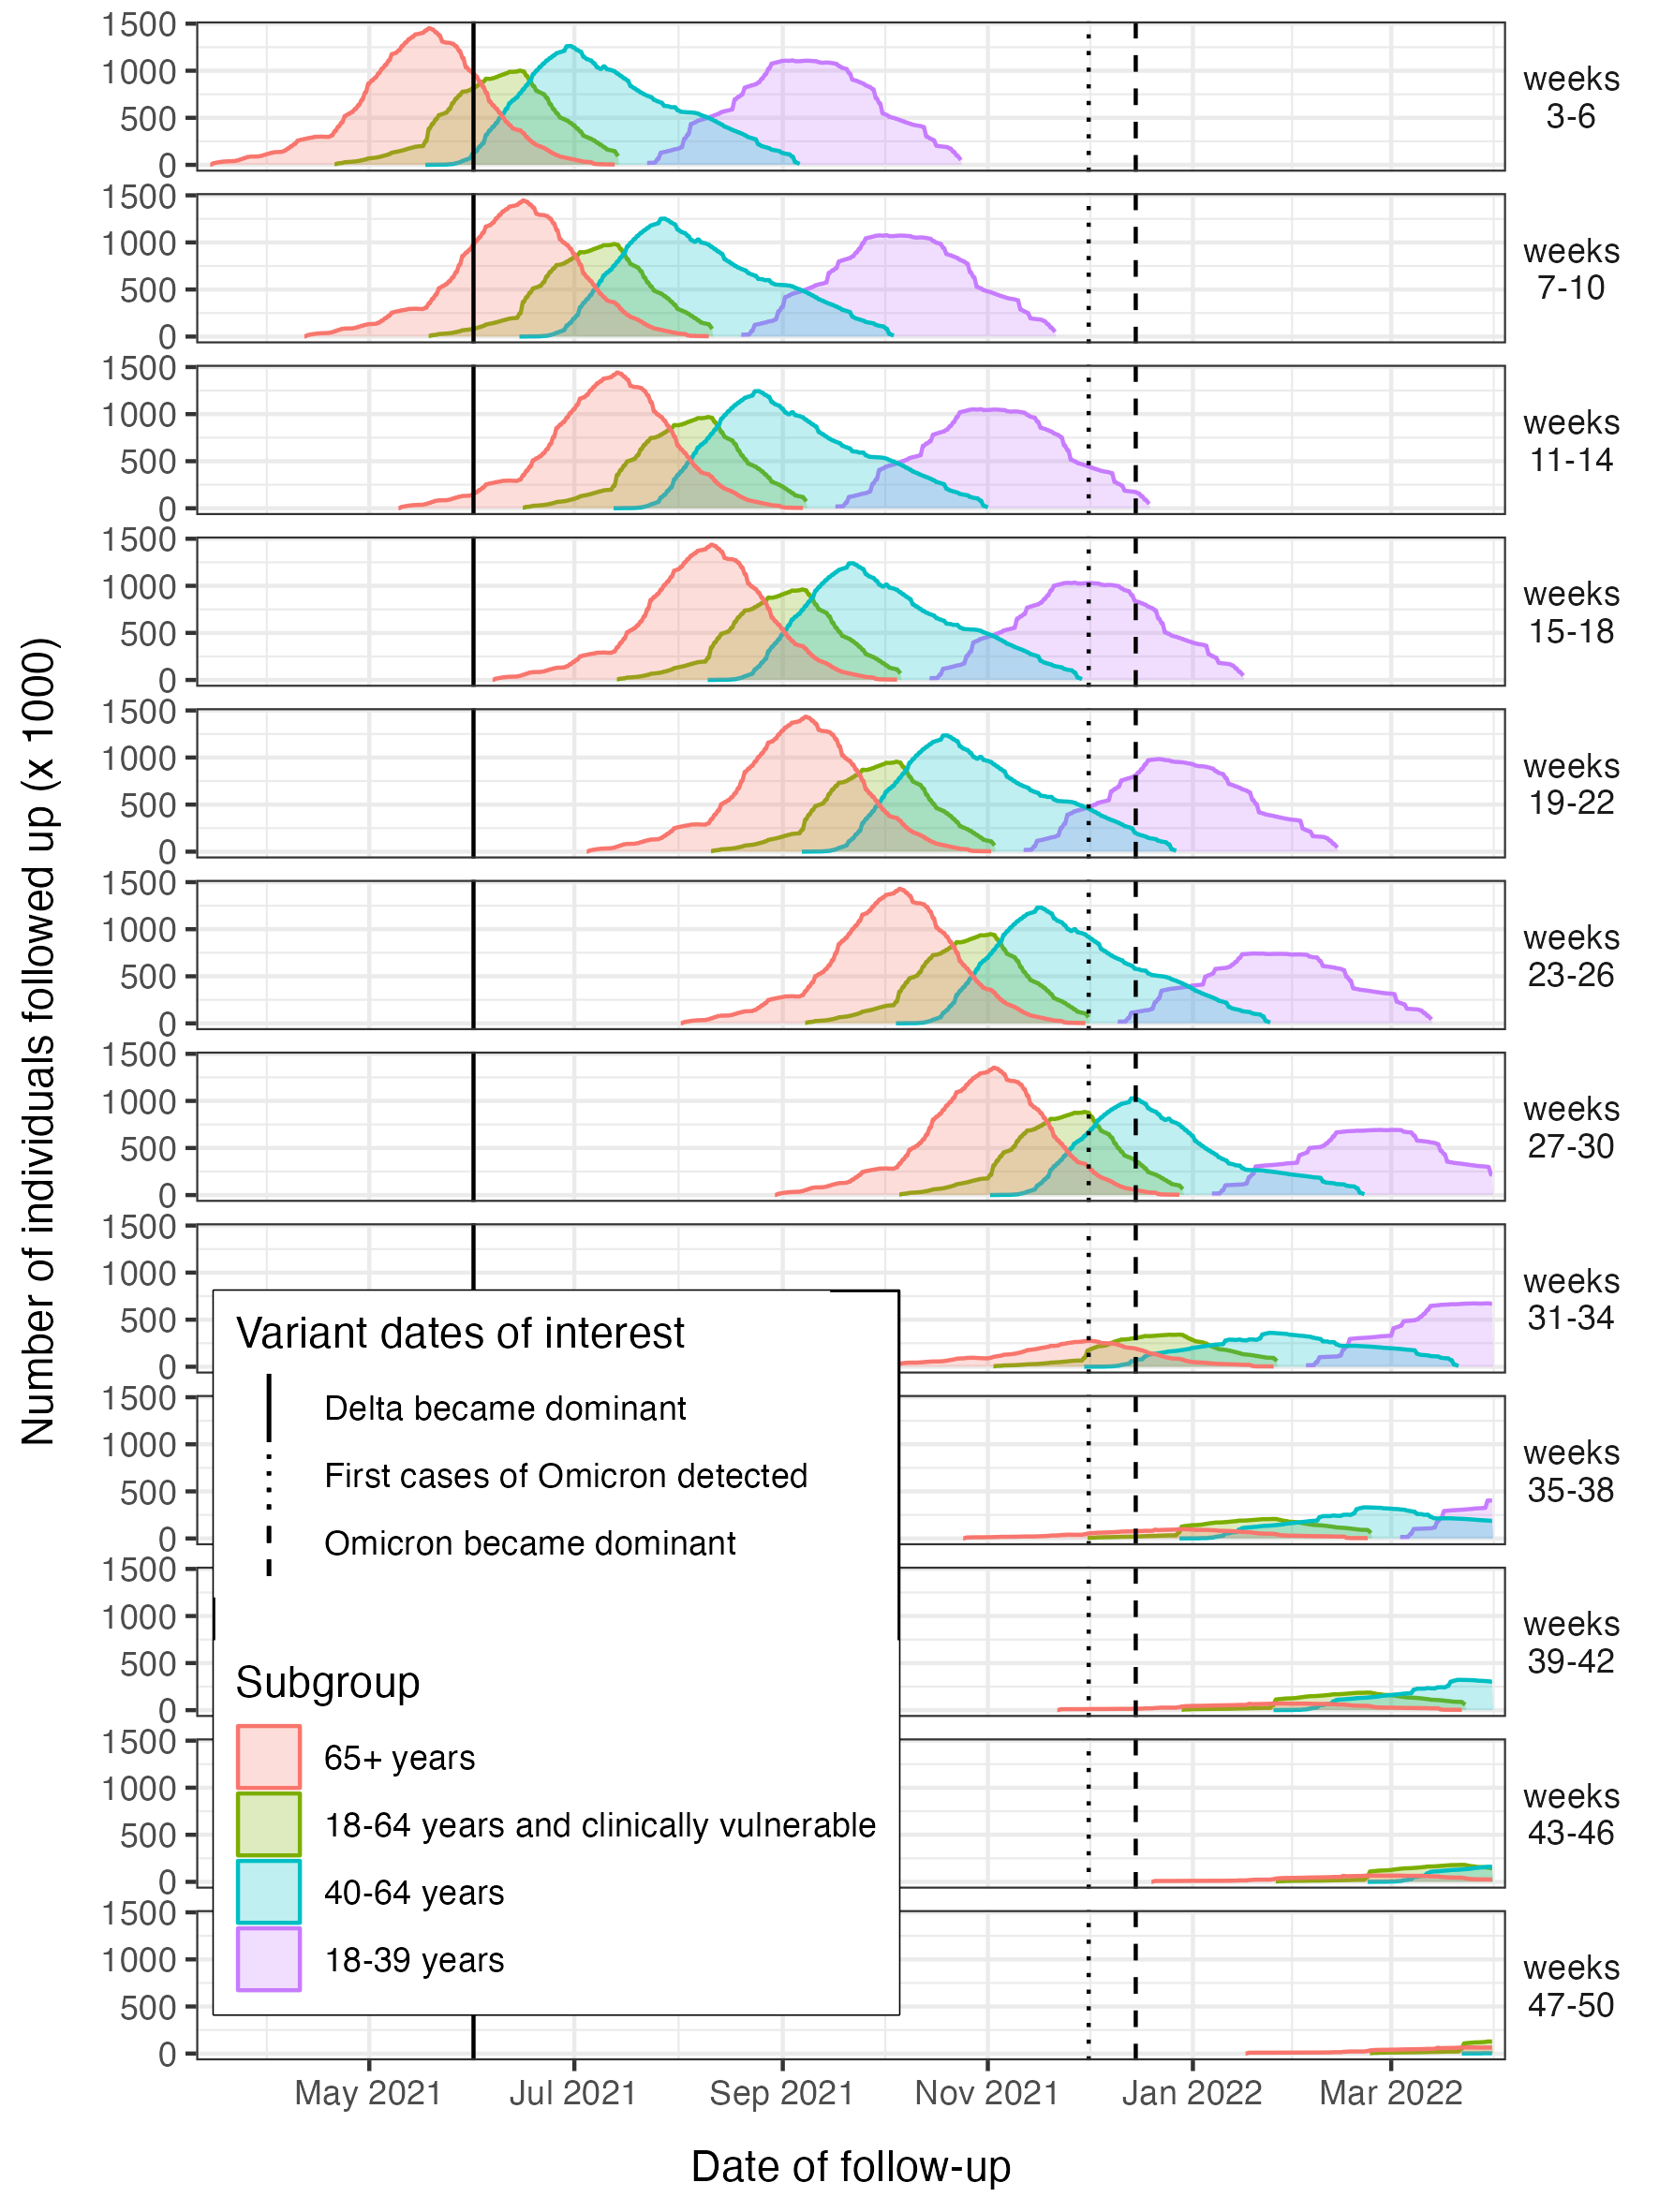 Number of individuals followed up (x 1000)
1500
1000
500
0
weeks
3-6
1500
1000
500
0
weeks
7-10
1500
1000
500
0
weeks
11-14
1500
1000
500
0
weeks
15-18
1500
1000
500
0
weeks
19-22
1500
1000
500
0
weeks
23-26
1500
1000
500
0
weeks
27-30
1500
1000
500
0
weeks
31-34
1500
1000
500
0
weeks
35-38
1500
1000
500
0
weeks
39-42
1500
1000
500
0
weeks
43-46
1500
1000
500
0
weeks
47-50
Variant dates of interest
Delta became dominant
First cases of Omicron detected
Omicron became dominant
Subgroup
65+ years
18-64 years and clinically vulnerable
40-64 years
18-39 years
May 2021 Jul 2021 Sep 2021 Nov 2021 Jan 2022 Mar 2022
Date of follow-up